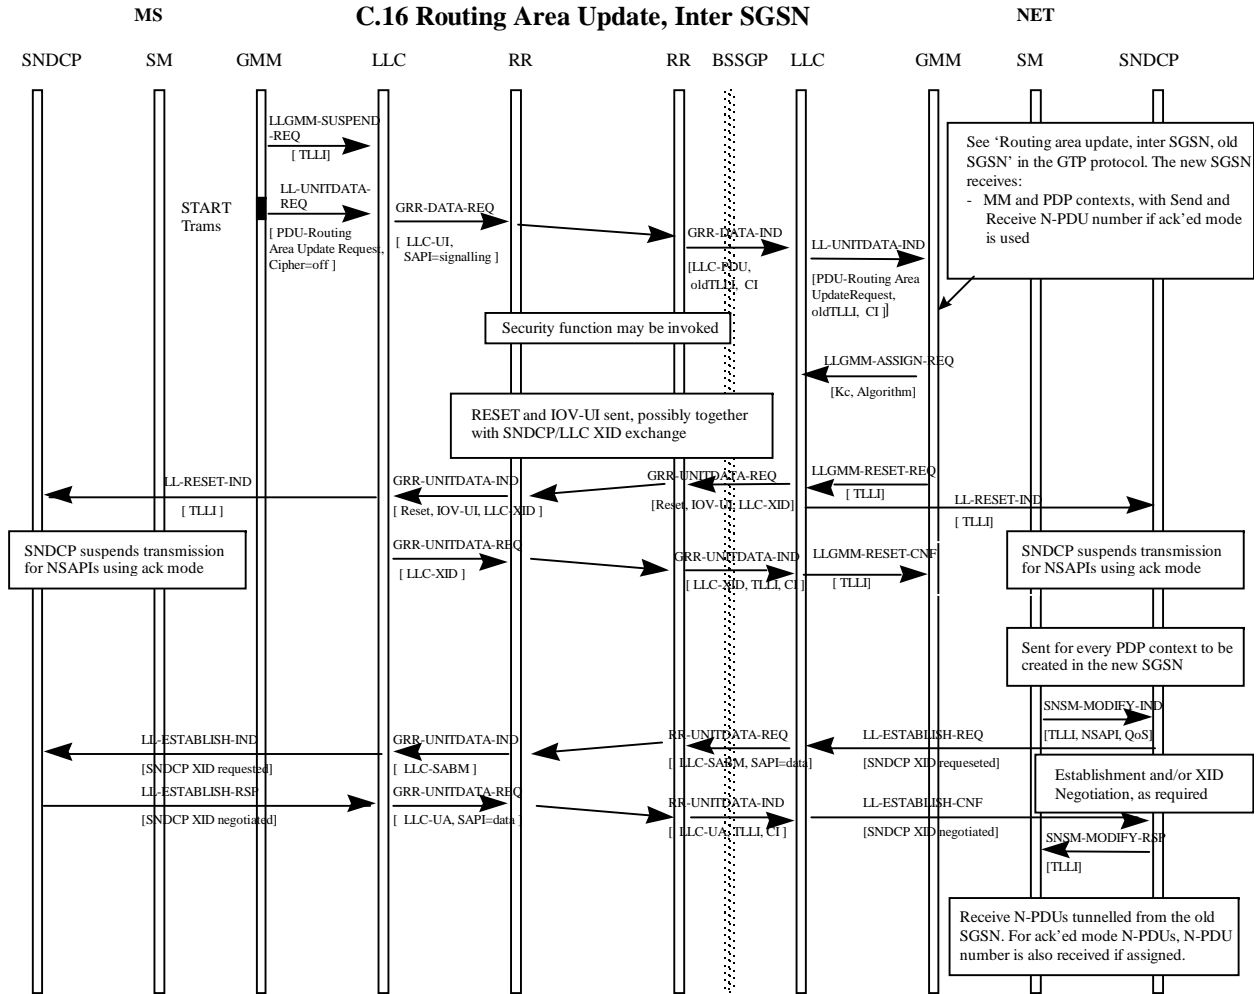 MS
C.16 Routing Area Update, Inter SGSN
NET
SNDCP
SM
GMM
LLC
RR
RR
BSSGP
LLC
GMM
SM
SNDCP
LLGMM-SUSPEND
-REQ
[ TLLI]
See ‘Routing area update, inter SGSN, old
SGSN’ in the GTP protocol. The new SGSN
receives:
- MM and PDP contexts, with Send and
Receive N-PDU number if ack’ed mode
is used
START
Trams
LL-UNITDATA-
REQ
[ PDU-Routing
Area Update Request,
Cipher=off ]
GRR-DATA-REQ
[ LLC-UI,
SAPI=signalling ]
GRR-DATA-IND
[LLC-PDU,
oldTLLI, CI
LL-UNITDATA-IND
[PDU-Routing Area
UpdateRequest,
oldTLLI, CI ]]
Security function may be invoked
LLGMM-ASSIGN-REQ
[Kc, Algorithm]
RESET and IOV-UI sent, possibly together
with SNDCP/LLC XID exchange
LL-RESET-IND
[ TLLI ]
GRR-UNITDATA-IND
[ Reset, IOV-UI, LLC-XID ]
GRR-UNITDATA-REQ
[Reset, IOV-UI, LLC-XID]
LLGMM-RESET-REQ
[ TLLI]
LL-RESET-IND
[TLLI]
SNDCP suspends transmission
for NSAPIs using ack mode
GRR-UNITDATA-REQ
[ LLC-XID ]
GRR-UNITDATA-IND
[ LLC-XID, TLLI, CI ]
LLGMM-RESET-CNF
[ TLLI]
SNDCP suspends transmission
for NSAPIs using ack mode
Sent for every PDP context to be
created in the new SGSN
SNSM-MODIFY-IND
[TLLI, NSAPI, QoS]
LL-ESTABLISH-IND
[SNDCP XID requested]
GRR-UNITDATA-IND
[ LLC-SABM ]
RR-UNITDATA-REQ
[ LLC-SABM, SAPI=data]
LL-ESTABLISH-REQ
[SNDCP XID requeseted]
Establishment and/or XID
Negotiation, as required
LL-ESTABLISH-RSP
[SNDCP XID negotiated]
GRR-UNITDATA-REQ
[ LLC-UA, SAPI=data ]
RR-UNITDATA-IND
[ LLC-UA, TLLI, CI ]
LL-ESTABLISH-CNF
[SNDCP XID negotiated]
SNSM-MODIFY-RSP
[TLLI]
Receive N-PDUs tunnelled from the old
SGSN. For ack’ed mode N-PDUs, N-PDU
number is also received if assigned.